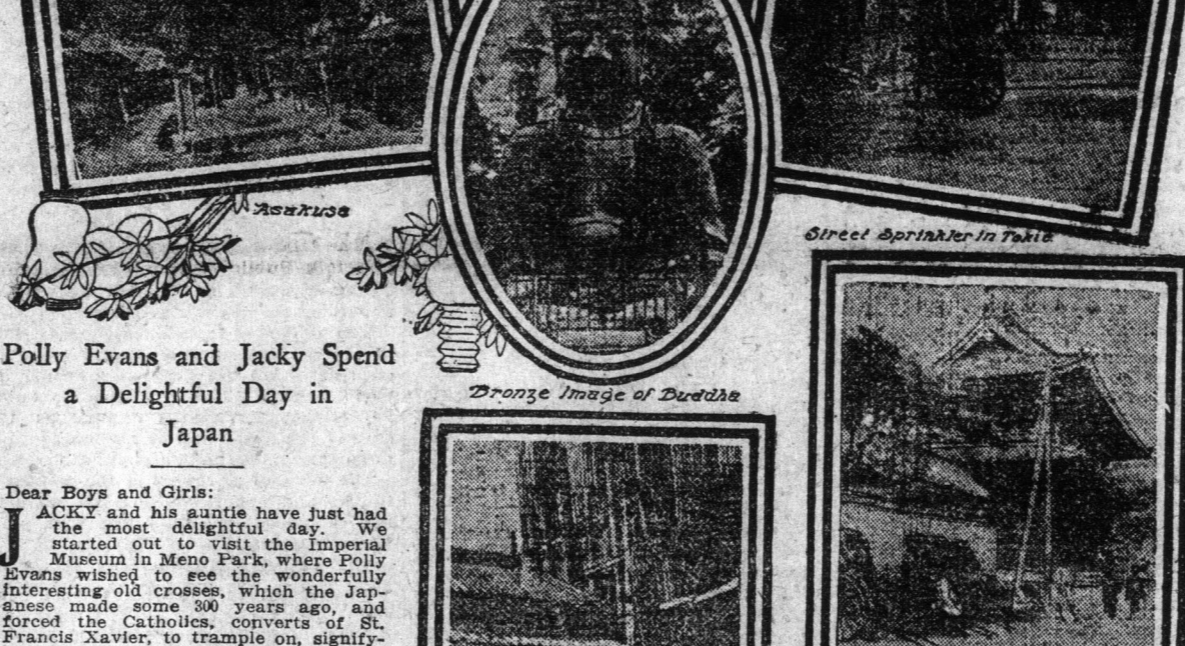 Asakusa
Street Sprinkler in Tokio
Bronze Image of Buddha
Polly Evans and Jacky Spend
a Delightful Day in
Japan
Dear Boys and Girls:
JACKY and his auntie have just had
the most delightful day. We
started out to visit the Imperial
Museum in Meno Park, where Polly
Evans wished to see the wonderfully
interesting old crosses, which the Jap-
anese made some 300 years ago, and
forced the Catholics, converts of St.
Francis Xavier, to trample on, signify-